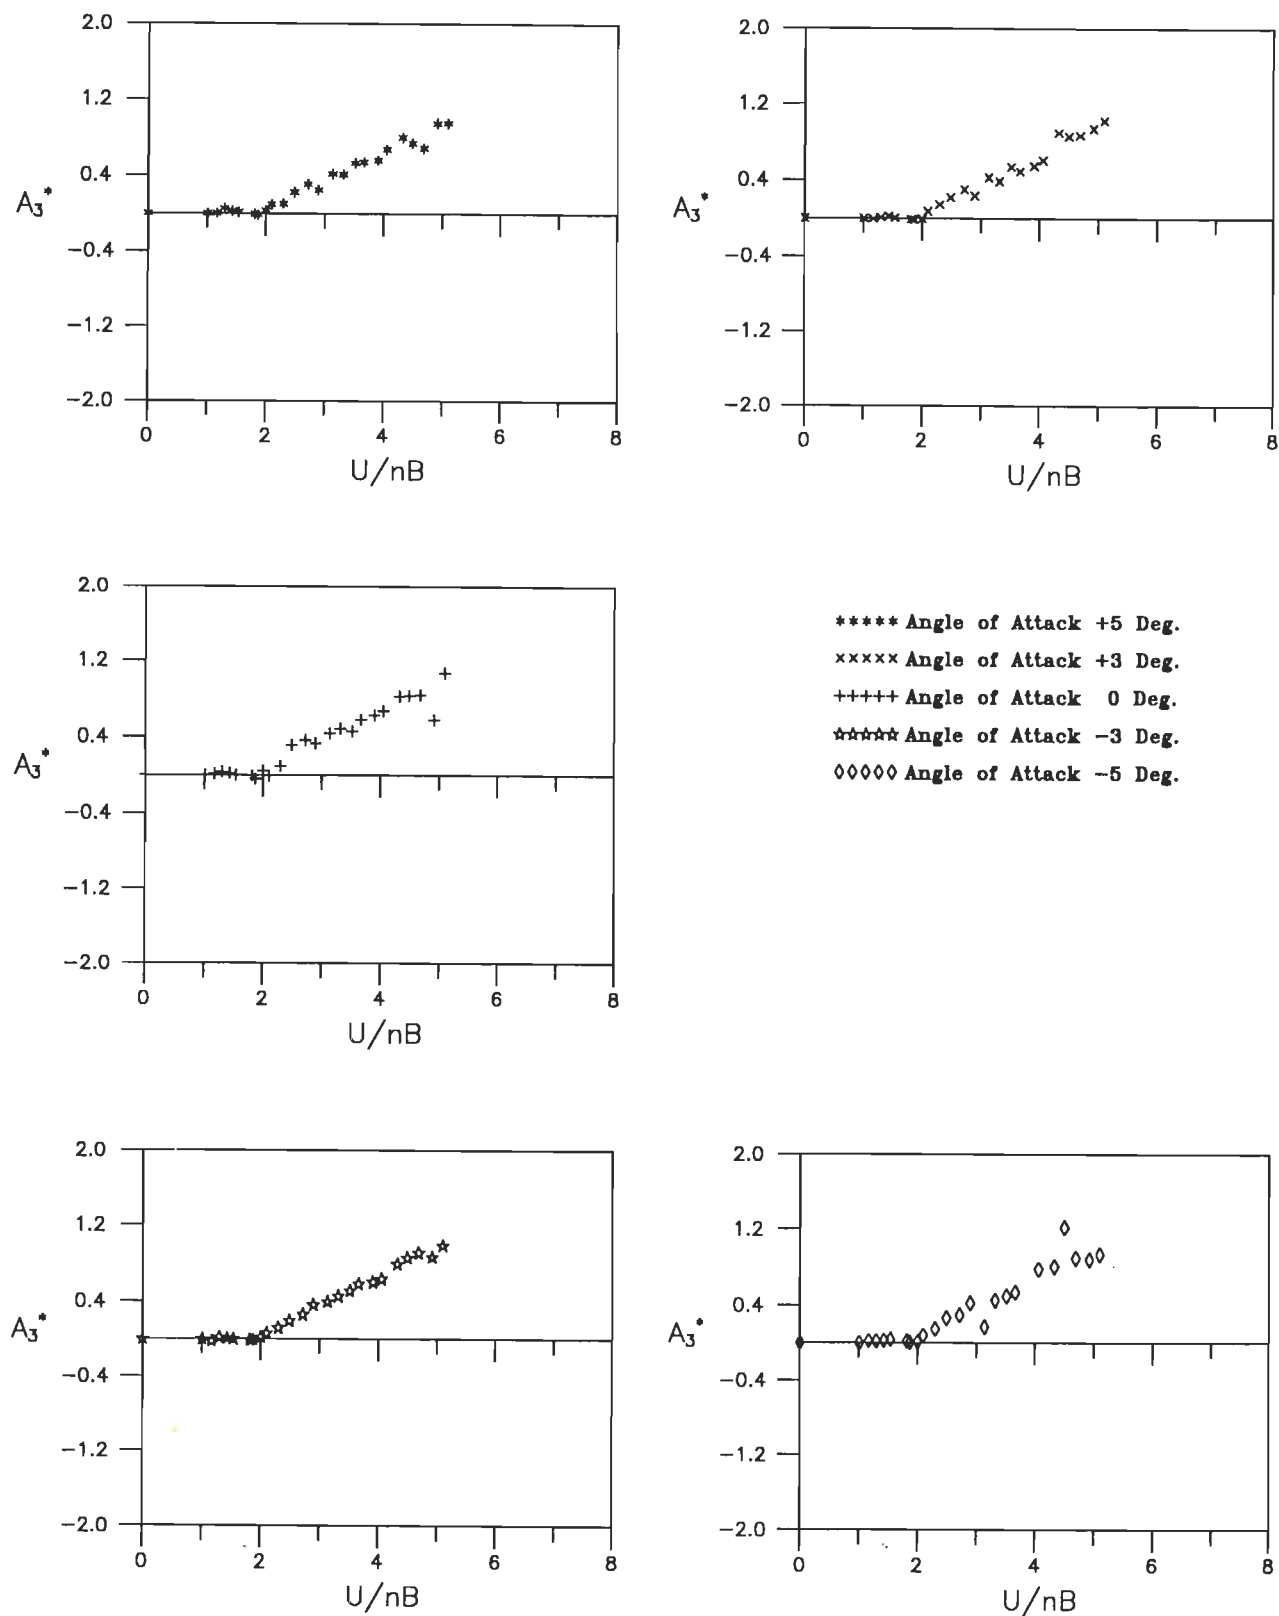 2.0
1.2
0.4
A3*
−0.4
−1.2
−2.0
0 2 4 6 8
U/nB
2.0
1.2
0.4
A3*
−0.4
−1.2
−2.0
0 2 4 6 8
U/nB
2.0
1.2
0.4
A3*
−0.4
−1.2
−2.0
0 2 4 6 8
U/nB
***** Angle of Attack +5 Deg.
××××× Angle of Attack +3 Deg.
+++++ Angle of Attack 0 Deg.
☆☆☆☆☆ Angle of Attack −3 Deg.
◊◊◊◊◊ Angle of Attack −5 Deg.
2.0
1.2
0.4
A3*
−0.4
−1.2
−2.0
0 2 4 6 8
U/nB
2.0
1.2
0.4
A3*
−0.4
−1.2
−2.0
0 2 4 6 8
U/nB